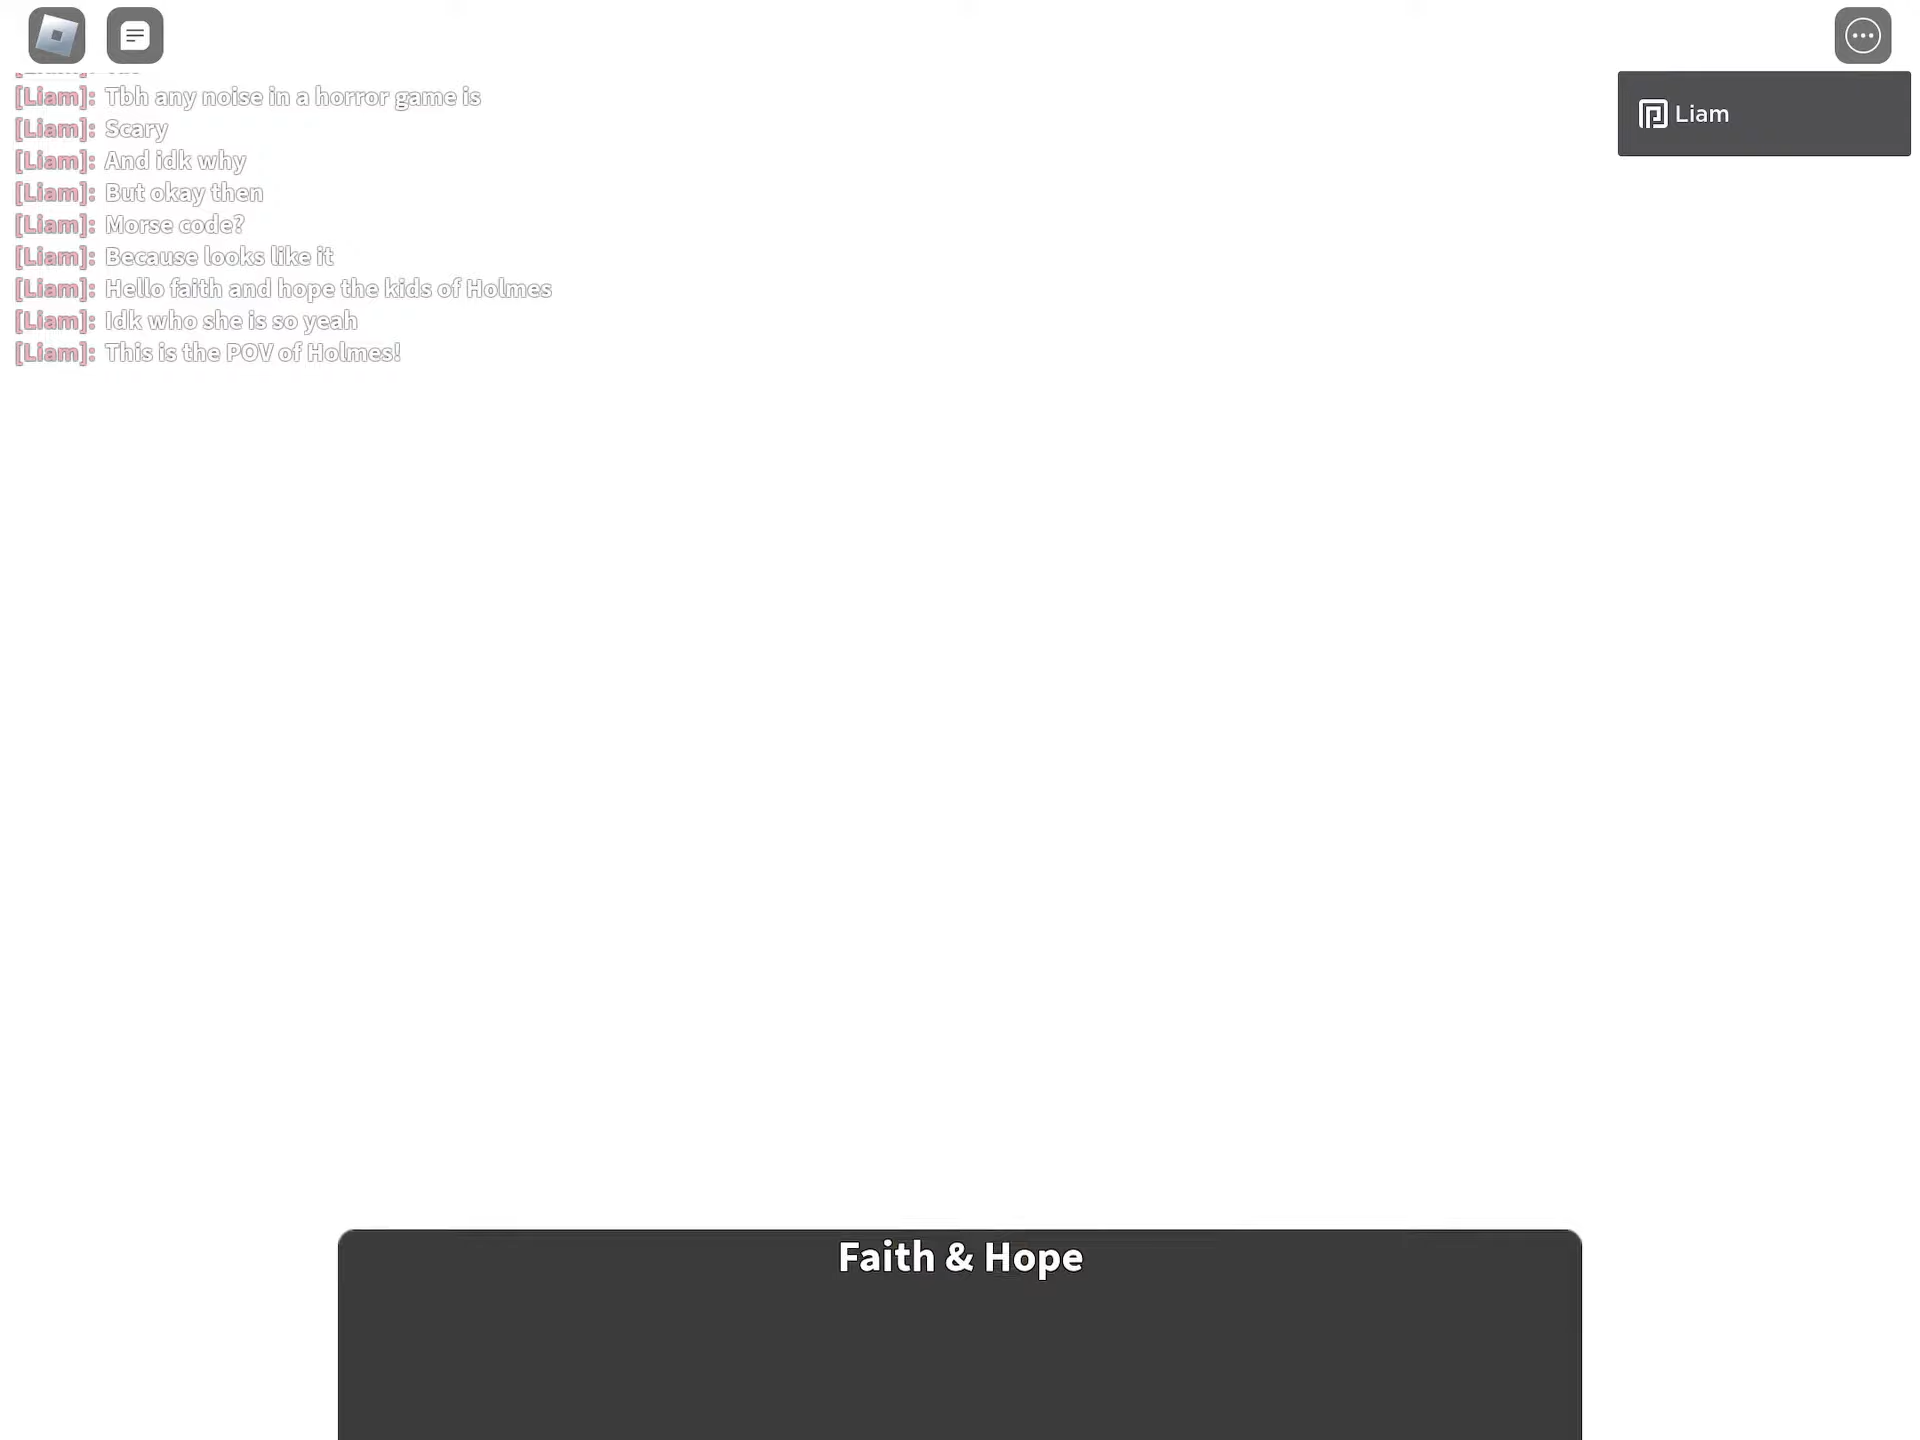 [Liam]: Tbh any noise in a horror game is
[Liam]: Scary
[Liam]: And idk why
[Liam]: But okay then
[Liam]: Morse code?
[Liam]: Because looks like it
[Liam]: Hello faith and hope the kids of Holmes
[Liam]: Idk who she is so yeah
[Liam]: This is the POV of Holmes!
Liam
Faith & Hope